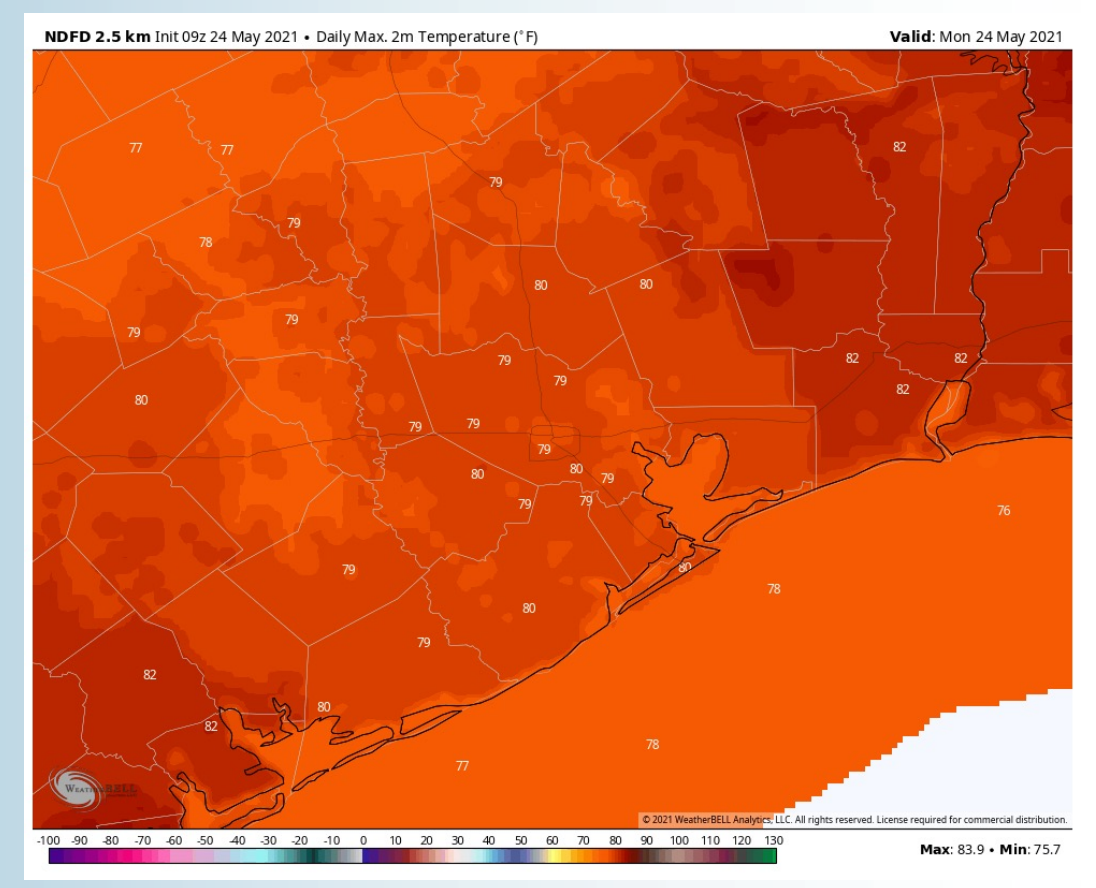 NDFD 2.5 km Init 09z 24 May 2021 • Daily Max. 2m Temperature (°F)
Valid: Mon 24 May 2021
77 77 82
79
79
78
80 80
79
79
79 82 82
79
82
80
79 79
79
80 80 79
79 79
76
79
80
78
80
79
82
80
82
78
77
WEATHERBELL
© 2021 WeatherBELL Analytics, LLC. All rights reserved. License required for commercial distribution.
-100 -90 -80 -70 -60 -50 -40 -30 -20 -10 0 10 20 30 40 50 60 70 80 90 100 110 120 130
Max: 83.9 • Min: 75.7